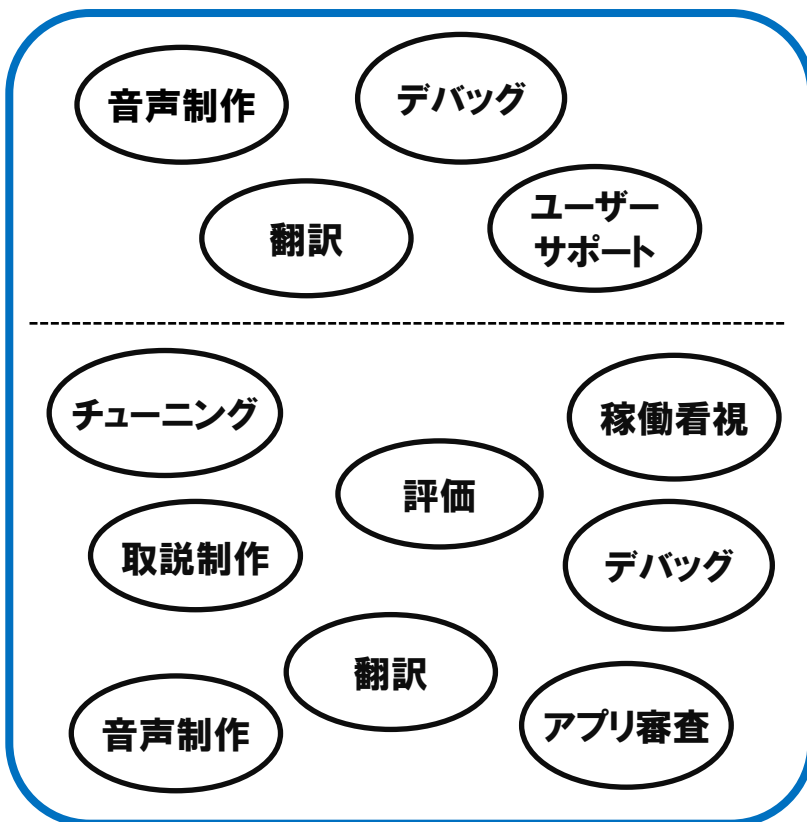 音声制作
デバッグ
翻訳
ユーザー
サポート
チューニング
稼働看視
評価
取説制作
デバッグ
翻訳
音声制作
アプリ審査